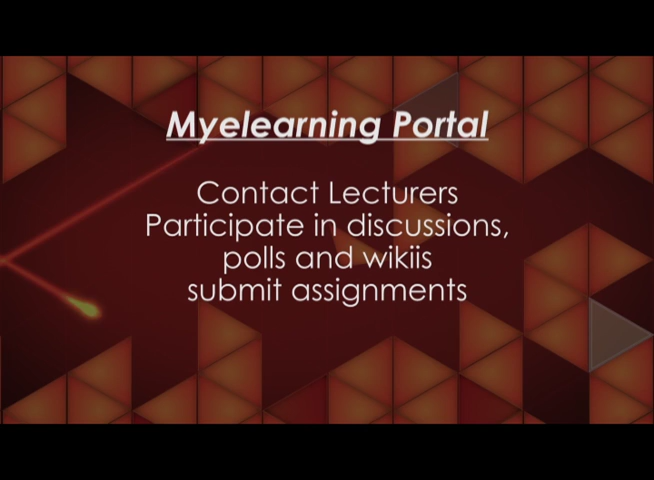 Myelearning Portal
Contact Lecturers
Participate in discussions,
polls and wikiis
submit assignments